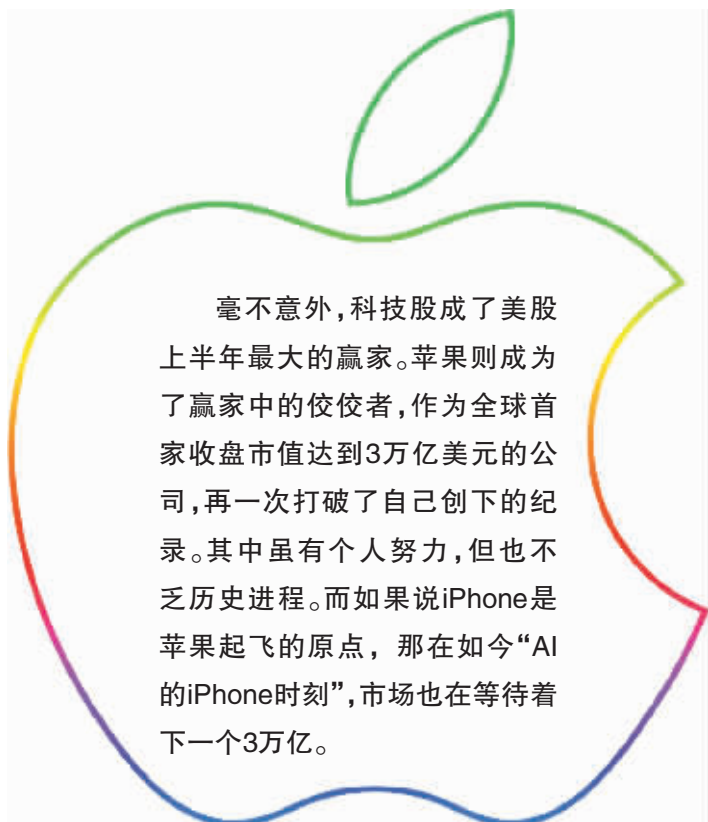 毫不意外，科技股成了美股
上半年最大的赢家。苹果则成为
了赢家中的佼佼者，作为全球首
家收盘市值达到3万亿美元的公
司，再一次打破了自己创下的纪
录。其中虽有个人努力，但也不
乏历史进程。而如果说iPhone是
苹果起飞的原点，那在如今“AI
的iPhone时刻”，市场也在等待着
下一个3万亿。